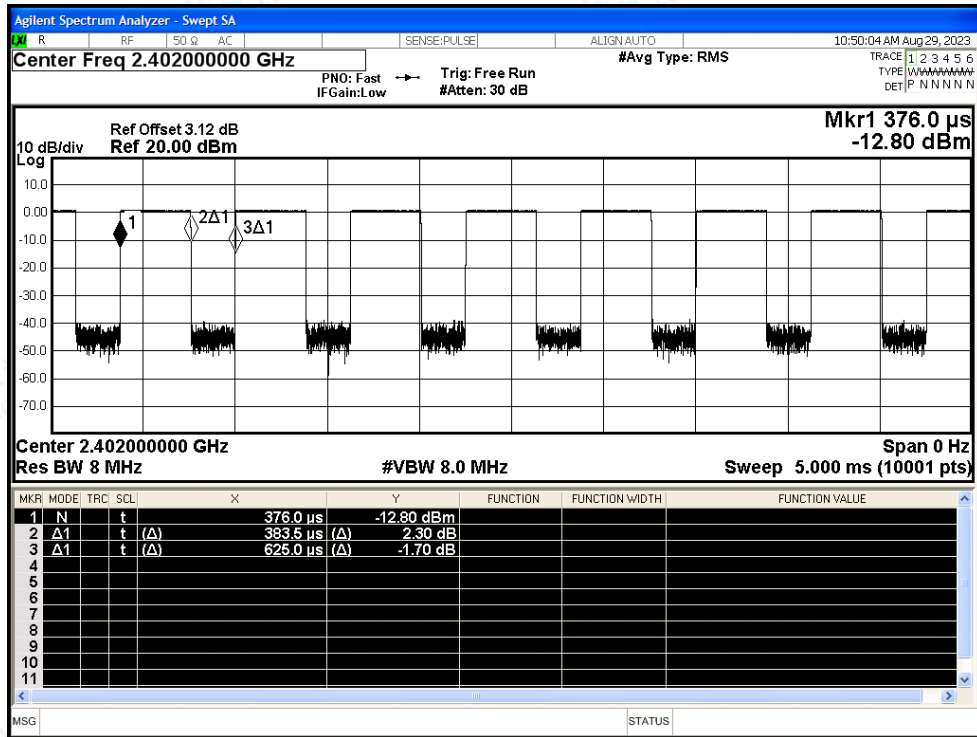 Agilent Spectrum Analyzer - Swept SA
LXI R RF 50 Ω AC SENSE:PULSE ALIGN AUTO 10:50:04 AM Aug 29, 2023
Center Freq 2.402000000 GHz
PNO: Fast
IFGain:Low
Trig: Free Run
#Atten: 30 dB
#Avg Type: RMS
TRACE 1 2 3 4 5 6
TYPE
DET P N N N N N
Ref Offset 3.12 dB
10 dB/div Ref 20.00 dBm
Log
Mkr1 376.0 µs
-12.80 dBm
10.0
0.00
-10.0
-20.0
-30.0
-40.0
-50.0
-60.0
-70.0
1
2Δ1
3Δ1
Center 2.402000000 GHz Span 0 Hz
Res BW 8 MHz #VBW 8.0 MHz Sweep 5.000 ms (10001 pts)
MKR MODE TRC SCL X Y FUNCTION FUNCTION WIDTH FUNCTION VALUE
1 N t 376.0 µs -12.80 dBm
2 Δ1 t (Δ) 383.5 µs (Δ) 2.30 dB
3 Δ1 t (Δ) 625.0 µs (Δ) -1.70 dB
4
5
6
7
8
9
10
11
MSG STATUS